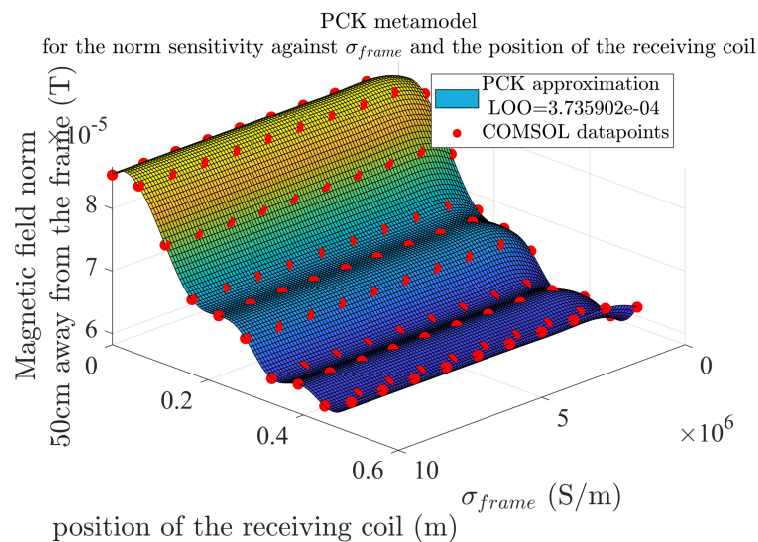 PCK metamodel
for the norm sensitivity against σ_frame and the position of the receiving coil
PCK approximation
LOO=3.735902e-04
COMSOL datapoints
×10^-5
8
7
6
Magnetic field norm
50cm away from the frame (T)
0
0.2
0.4
0.6
position of the receiving coil (m)
10
5
0
×10^6
σ_frame (S/m)